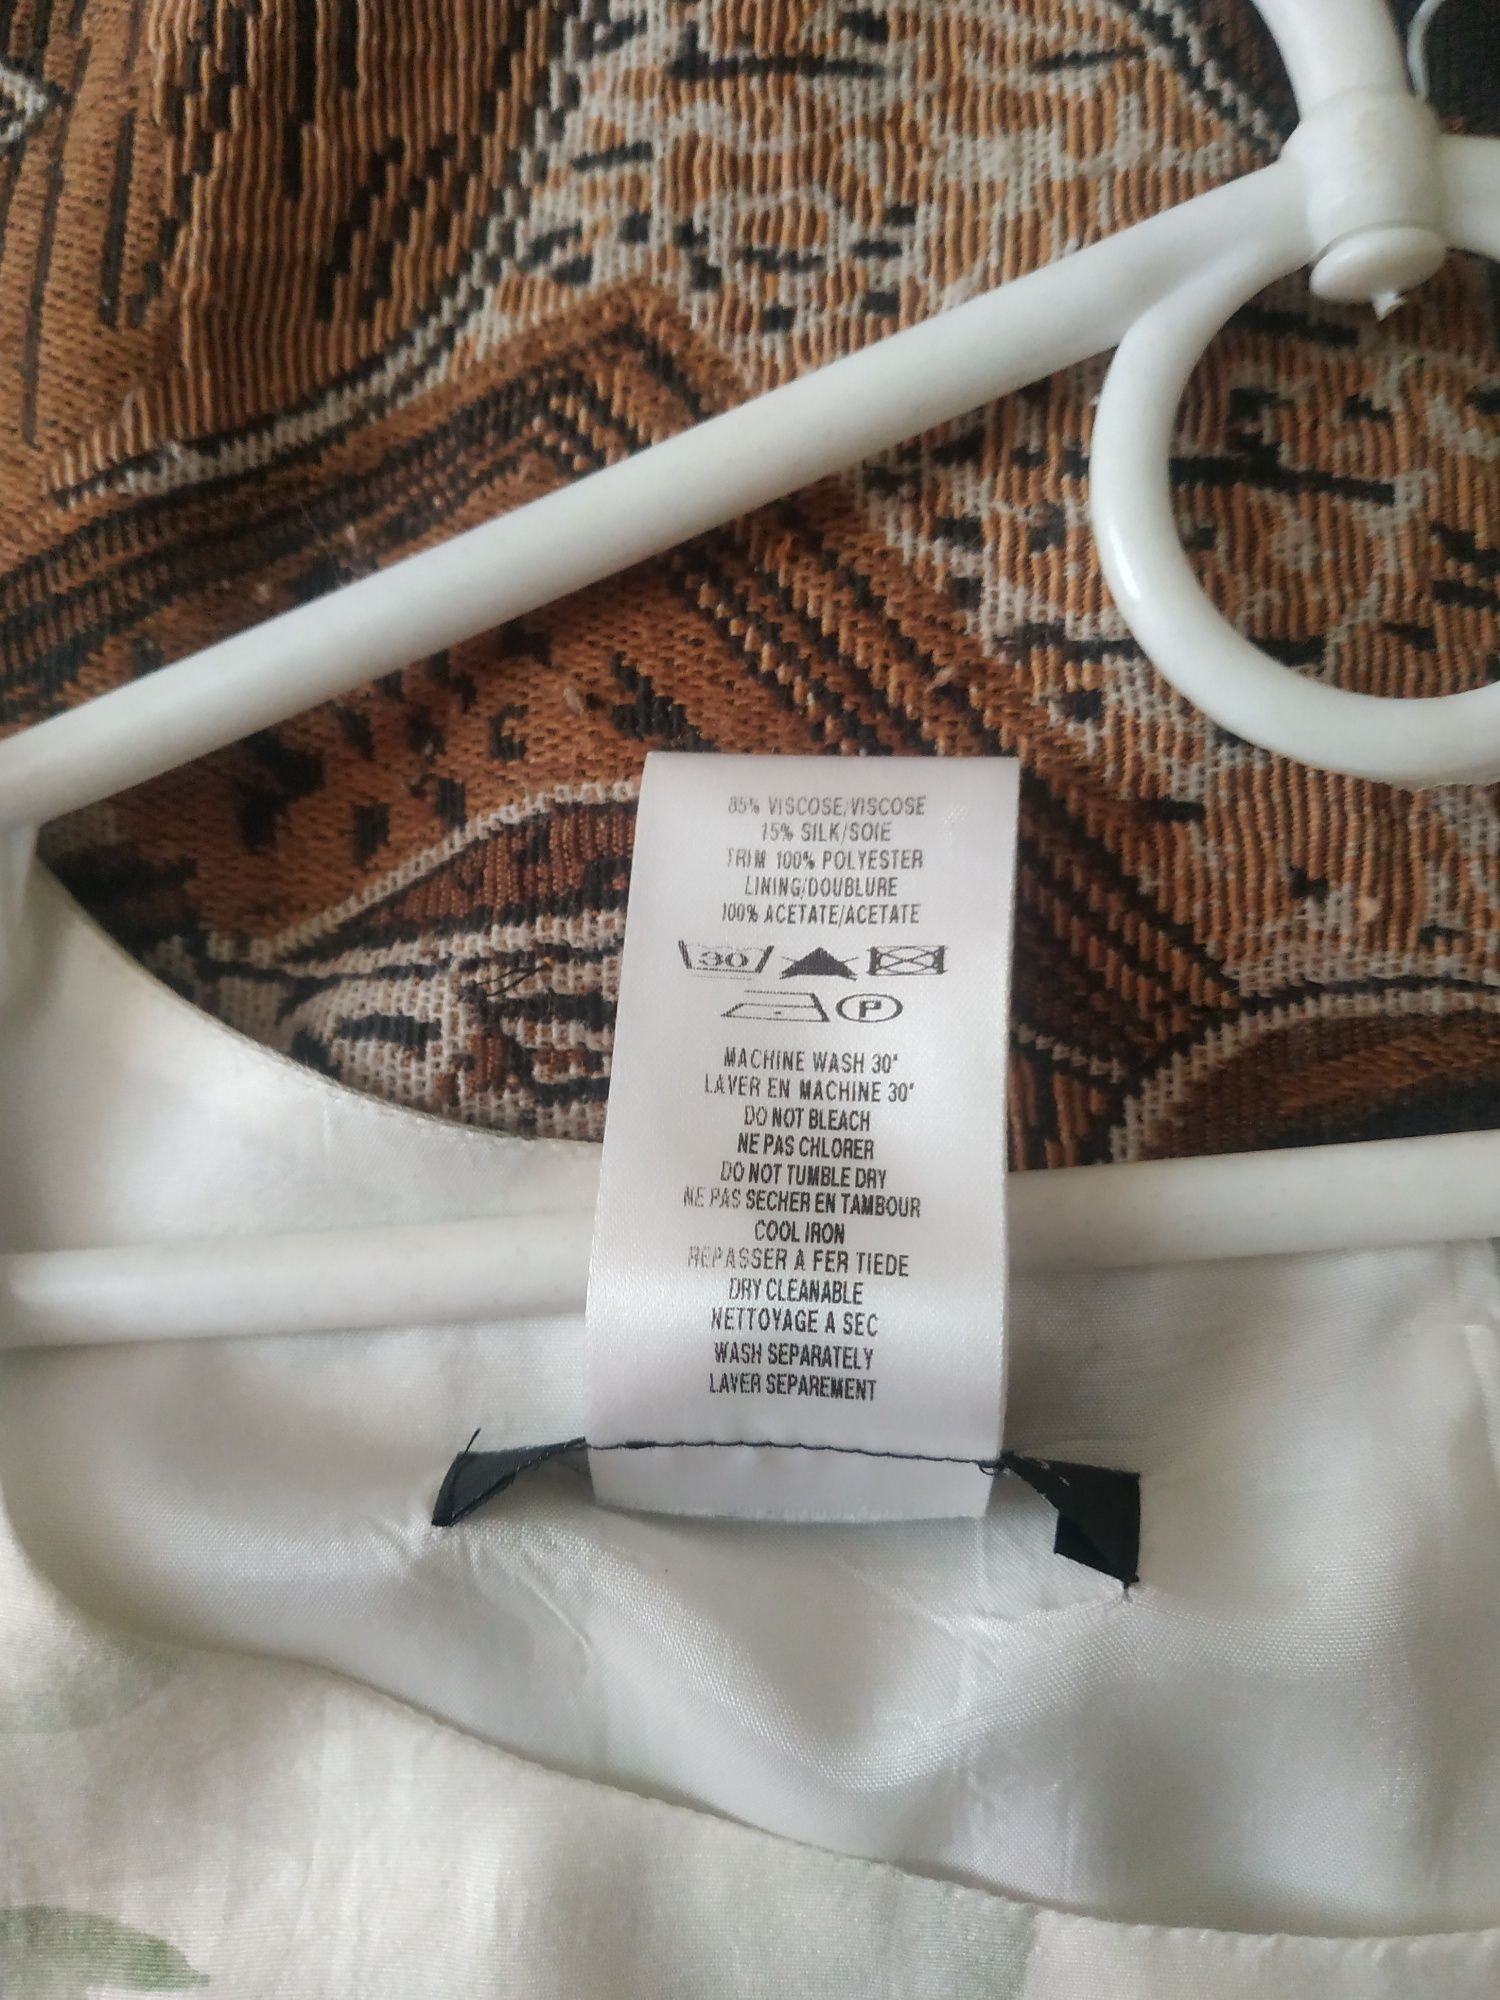 85% VISCOSE/VISCOSE
15% SILK/SOIE
TRIM 100% POLYESTER
LINING/DOUBLURE
100% ACETATE/ACETATE
30
P
MACHINE WASH 30°
LAVER EN MACHINE 30°
DO NOT BLEACH
NE PAS CHLORER
DO NOT TUMBLE DRY
NE PAS SECHER EN TAMBOUR
COOL IRON
REPASSER A FER TIEDE
DRY CLEANABLE
NETTOYAGE A SEC
WASH SEPARATELY
LAVER SEPAREMENT